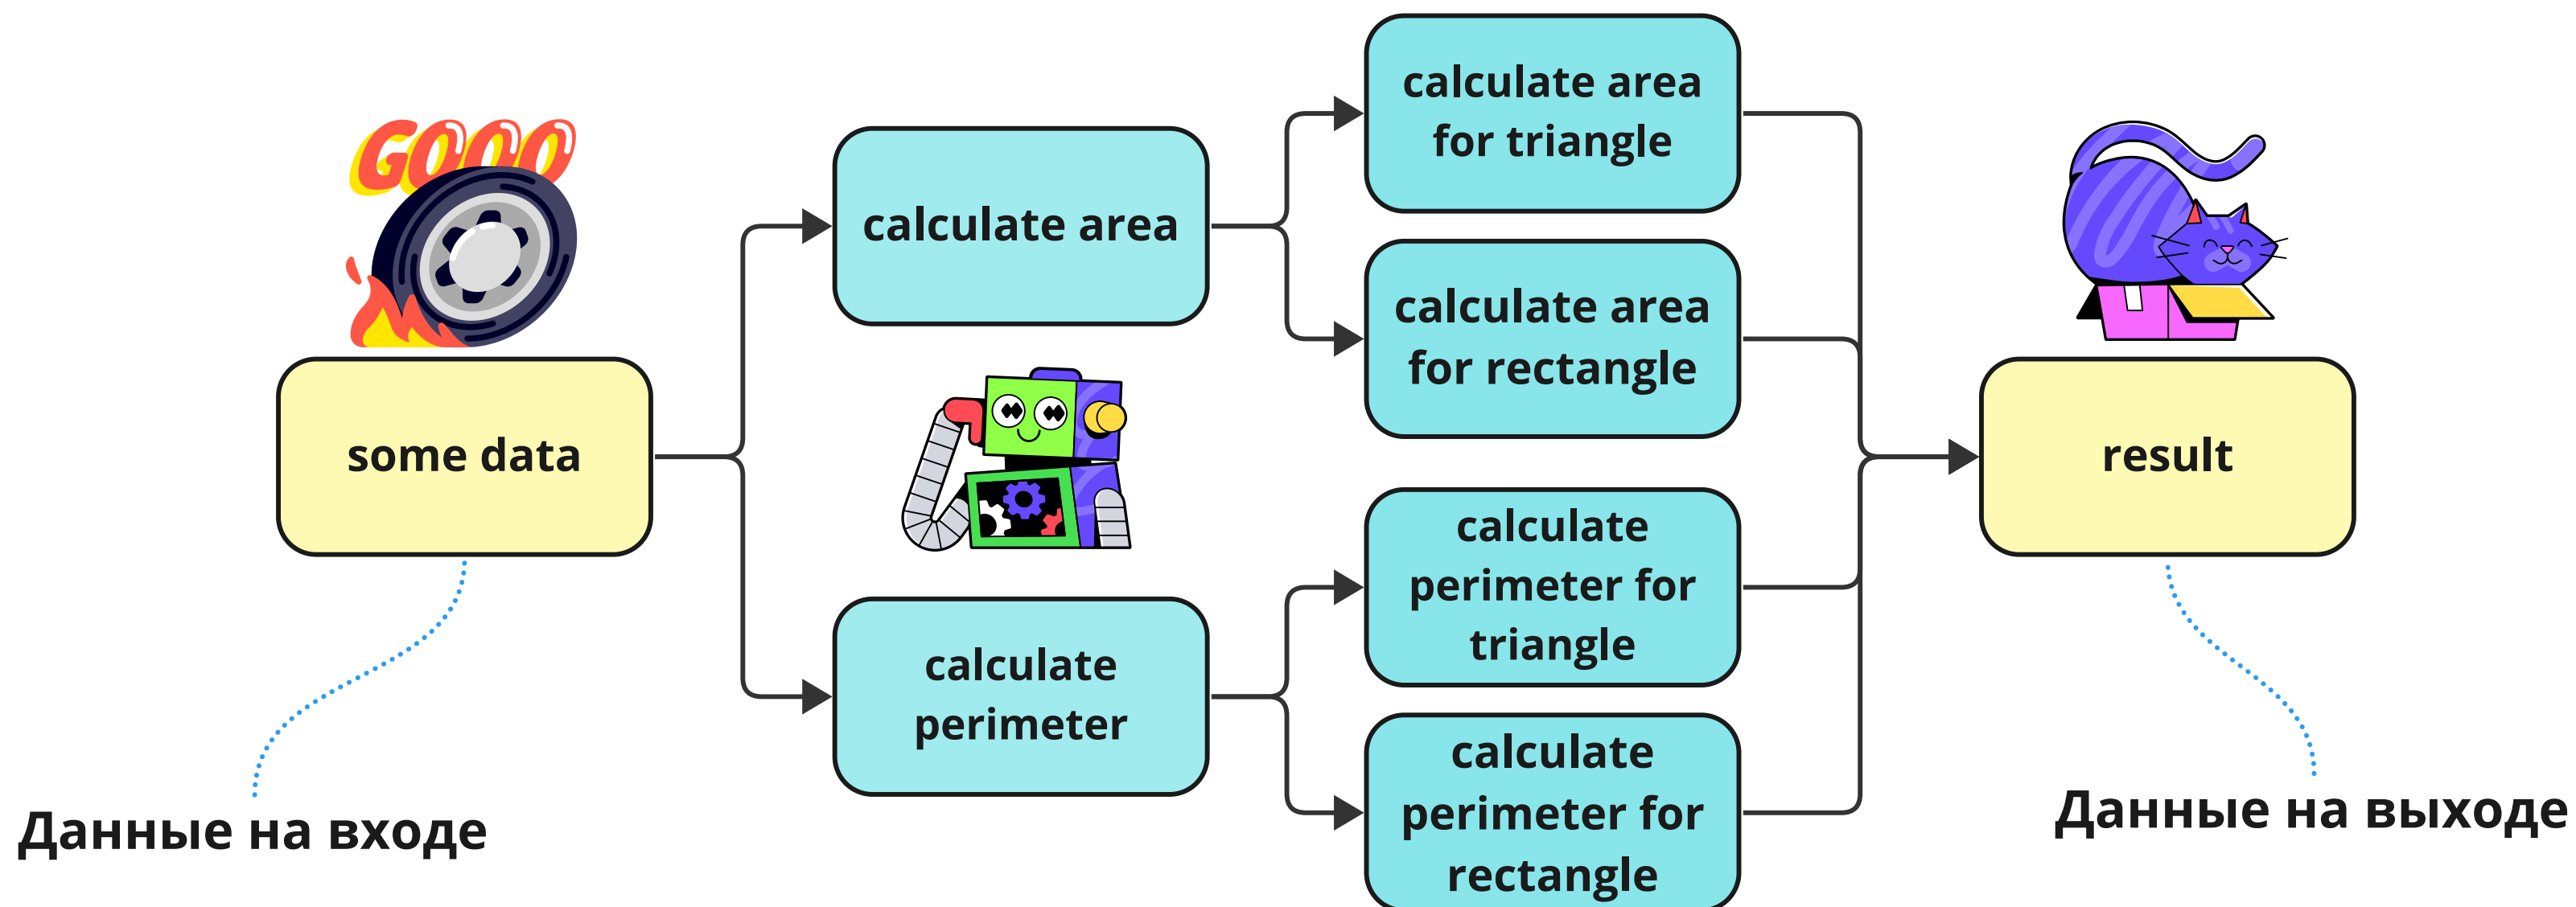 GOOO
some data
Данные на входе
calculate area
calculate
perimeter
calculate area
for triangle
calculate area
for rectangle
calculate
perimeter for
triangle
calculate
perimeter for
rectangle
result
Данные на выходе